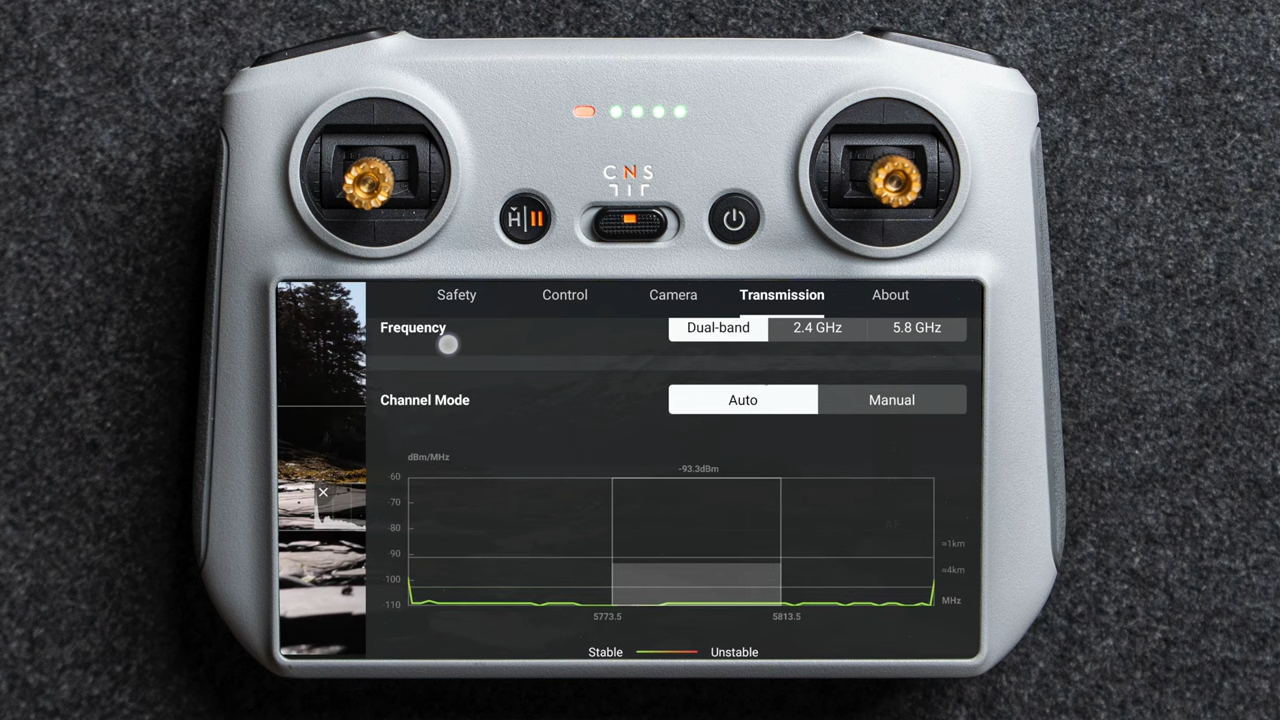 C N S
H
Safety Control Camera Transmission About
Frequency Dual-band 2.4 GHz 5.8 GHz
Channel Mode Auto Manual
dBm/MHz
-93.3dBm
-60
-70
-80
AF
-90
≈1km
≈4km
-100
MHz
-110
5773.5 5813.5
Stable Unstable